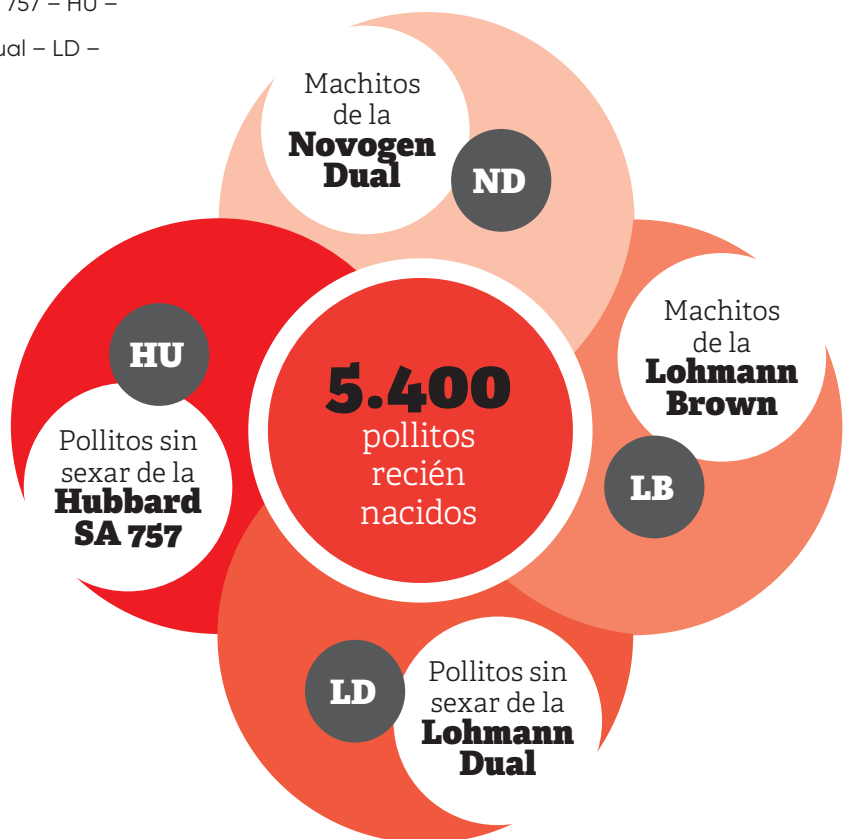 757 – HU –
ual – LD –
Machitos
de la
Novogen
Dual
ND
HU
Pollitos sin
sexar de la
Hubbard
SA 757
5.400
pollitos
recién
nacidos
Machitos
de la
Lohmann
Brown
LB
LD
Pollitos sin
sexar de la
Lohmann
Dual